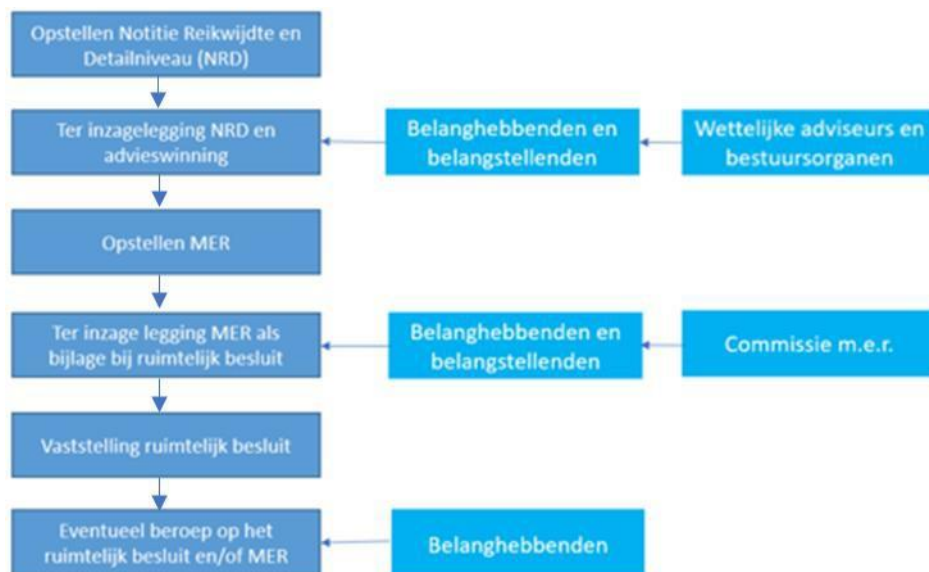 Opstellen Notitie Reikwijdte en
Detailniveau (NRD)
Ter inzagelegging NRD en
advieswinning
Belanghebbenden en
belangstellenden
Wettelijke adviseurs en
bestuursorganen
Opstellen MER
Ter inzage legging MER als
bijlage bij ruimtelijk besluit
Belanghebbenden en
belangstellenden
Commissie m.e.r.
Vaststelling ruimtelijk besluit
Eventueel beroep op het
ruimtelijk besluit en/of MER
Belanghebbenden